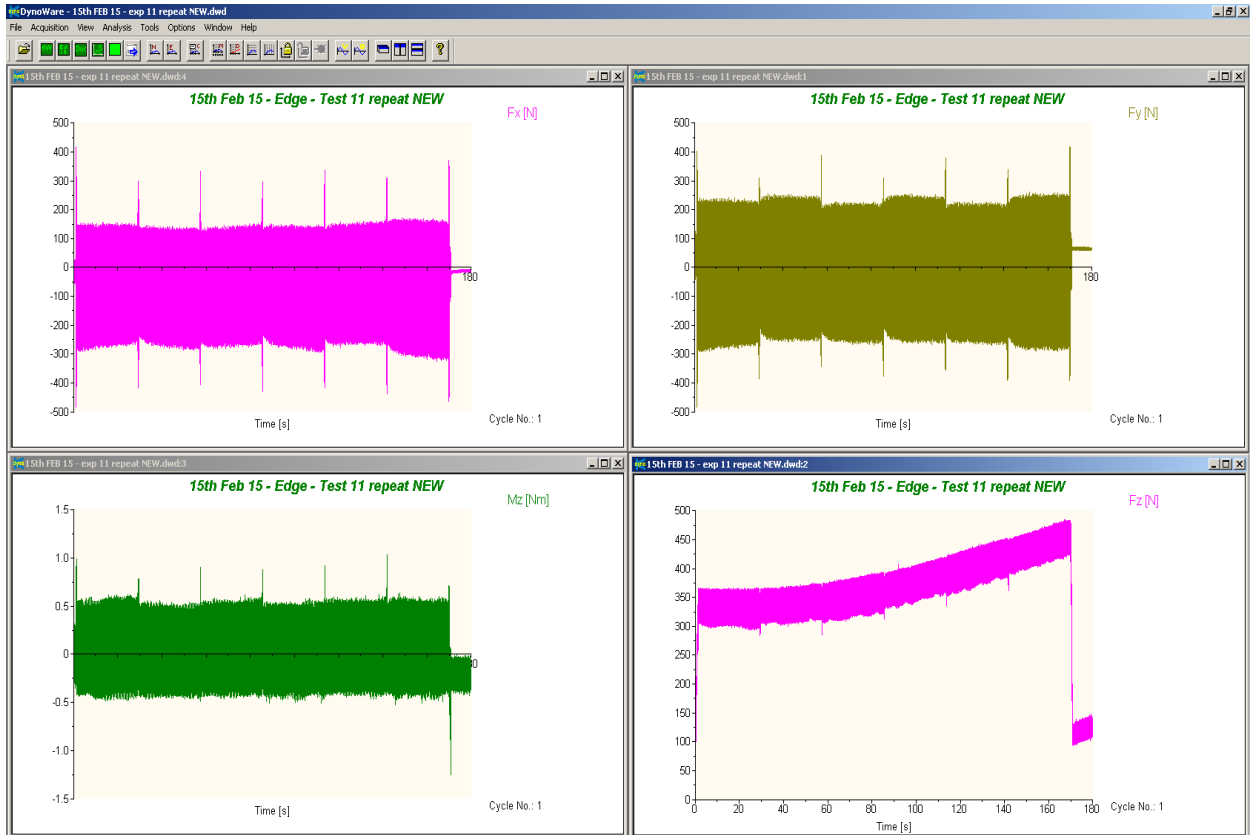 DynoWare - 15th FEB 15 - exp 11 repeat NEW.dwd
File Acquisition View Analysis Tools Options Window Help
15th FEB 15 - exp 11 repeat NEW.dwd:4
15th Feb 15 - Edge - Test 11 repeat NEW
Fx [N]
500
400
300
200
100
0
-100
-200
-300
-400
-500
180
Time [s]
Cycle No.: 1
15th FEB 15 - exp 11 repeat NEW.dwd:1
15th Feb 15 - Edge - Test 11 repeat NEW
Fy [N]
500
400
300
200
100
0
-100
-200
-300
-400
-500
180
Time [s]
Cycle No.: 1
15th FEB 15 - exp 11 repeat NEW.dwd:3
15th Feb 15 - Edge - Test 11 repeat NEW
Mz [Nm]
1.5
1.0
0.5
0
-0.5
-1.0
-1.5
Time [s]
Cycle No.: 1
15th FEB 15 - exp 11 repeat NEW.dwd:2
15th Feb 15 - Edge - Test 11 repeat NEW
Fz [N]
500
450
400
350
300
250
200
150
100
50
0
0 20 40 60 80 100 120 140 160 180
Time [s]
Cycle No.: 1